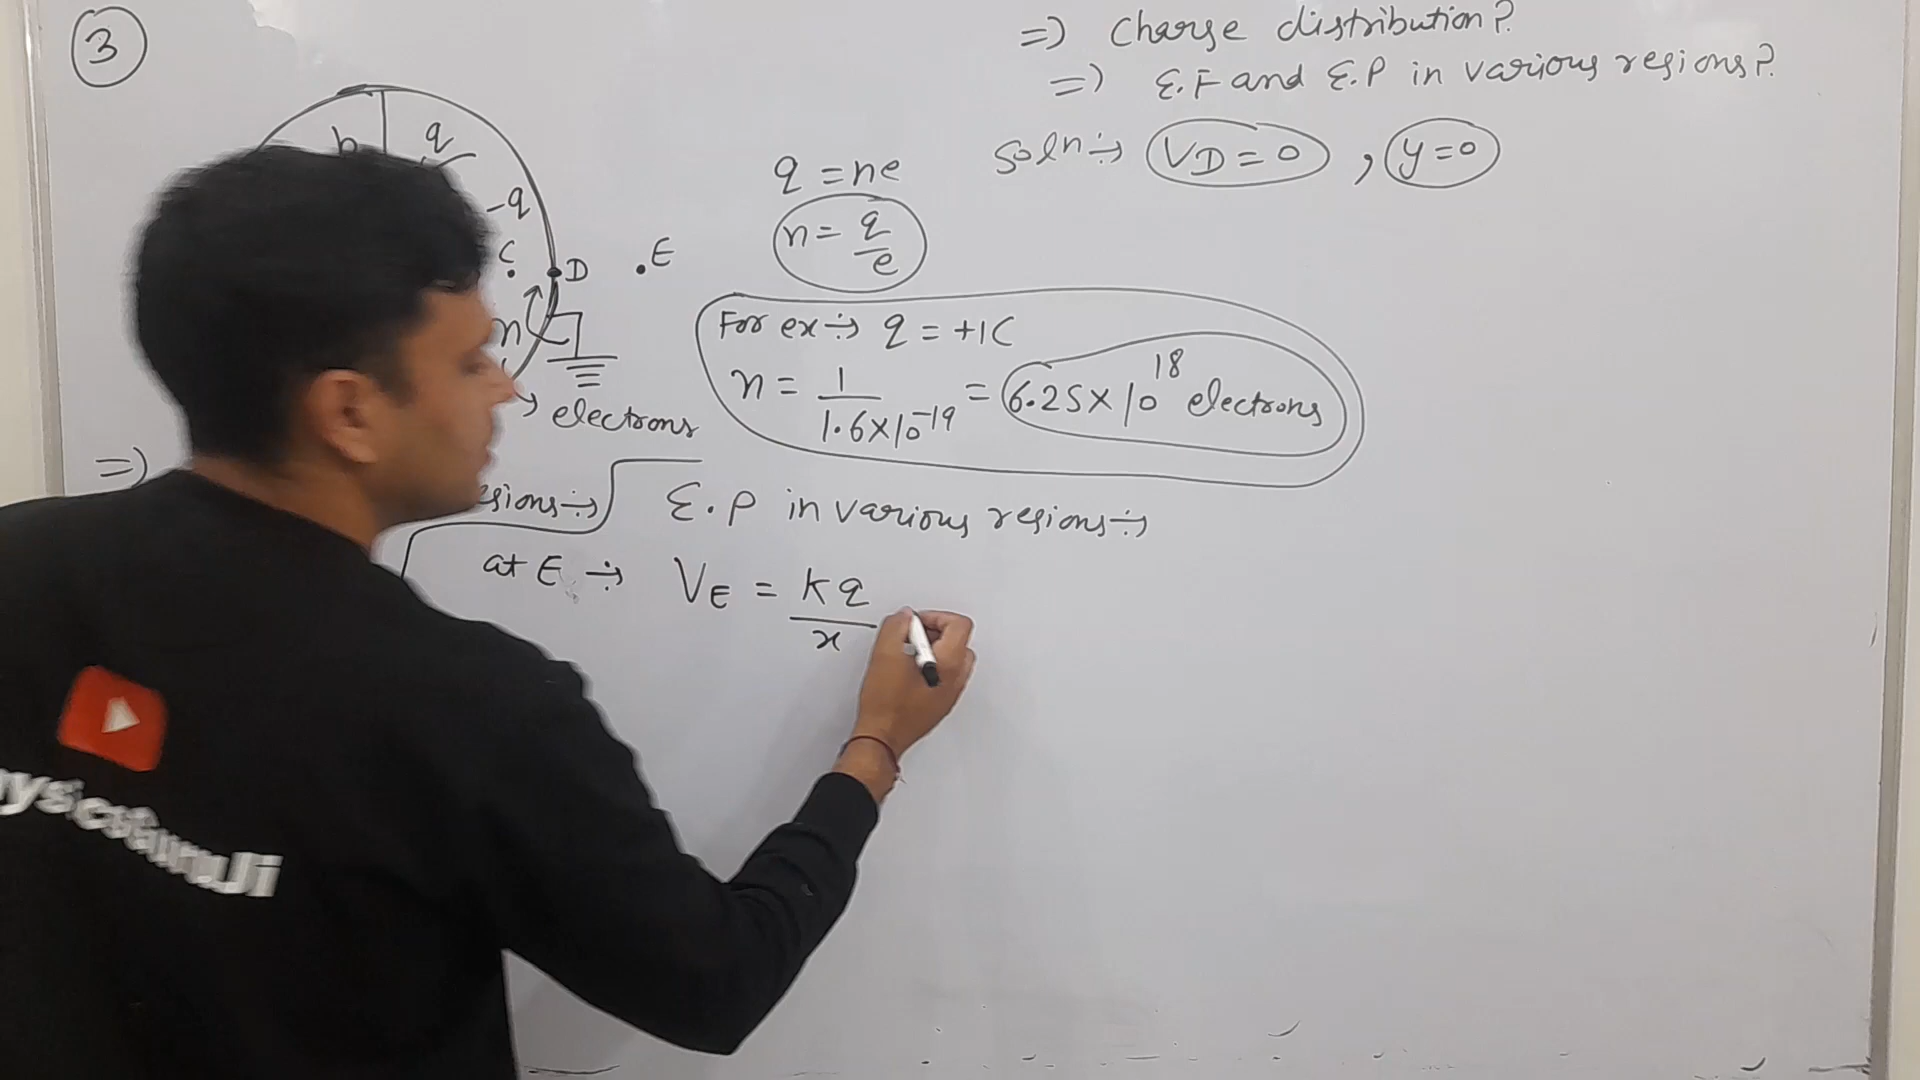 3
=) Charge distribution?
=) E.F and E.P in various regions?
Soln÷) VD = 0 , y=0
b
q
-q
C
D
.E
n
) electrons
q = ne
n = q/e
For ex÷) q = +1C
n = 1/1.6×10^-19 = 6.25×10^18 electrons
=)
E.P in various regions÷)
at E ÷) VE = kq/x